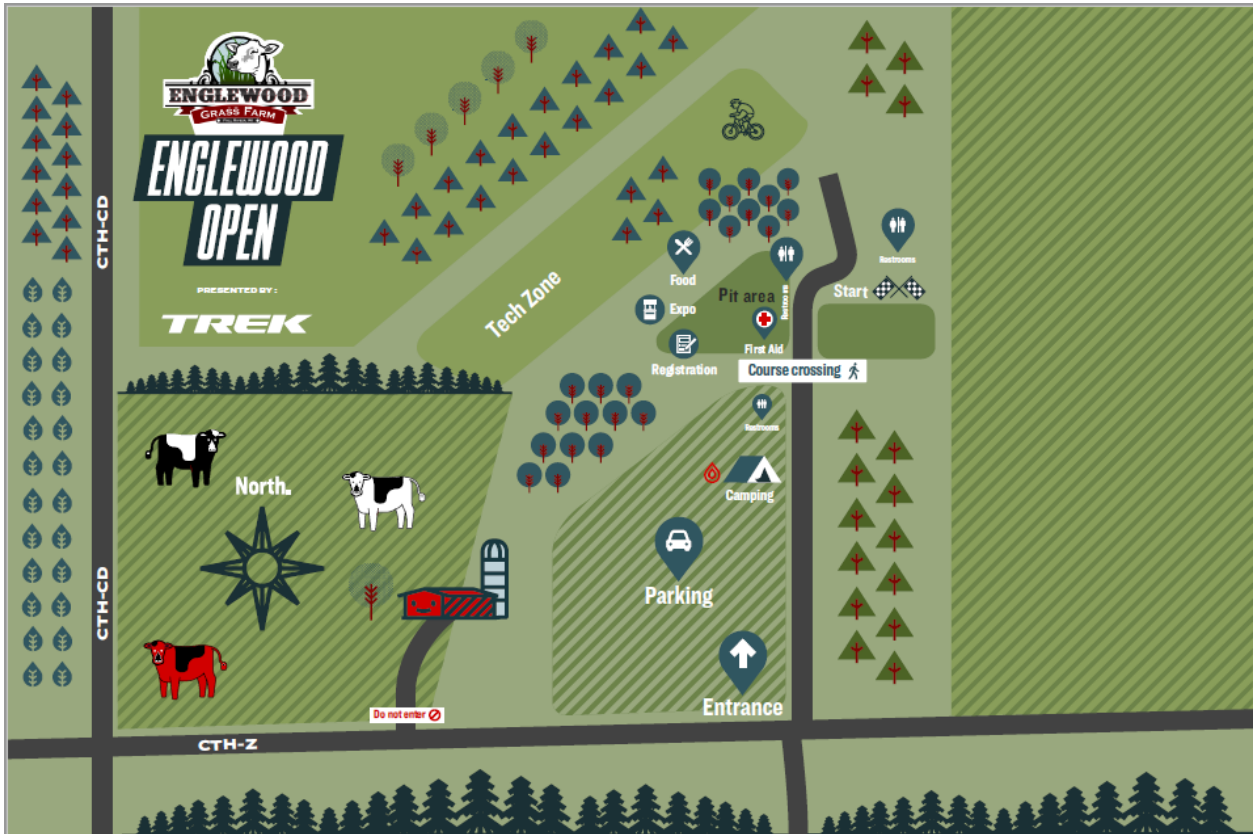 ENGLEWOOD
GRASS FARM
ENGLEWOOD
OPEN
PRESENTED BY :
TREK
CTH-CD
Tech Zone
Food
Restrooms
Restrooms
Pit area
Start
Expo
First Aid
Registration
Course crossing
Restrooms
North.
Camping
Parking
CTH-CD
Entrance
Do not enter
CTH-Z